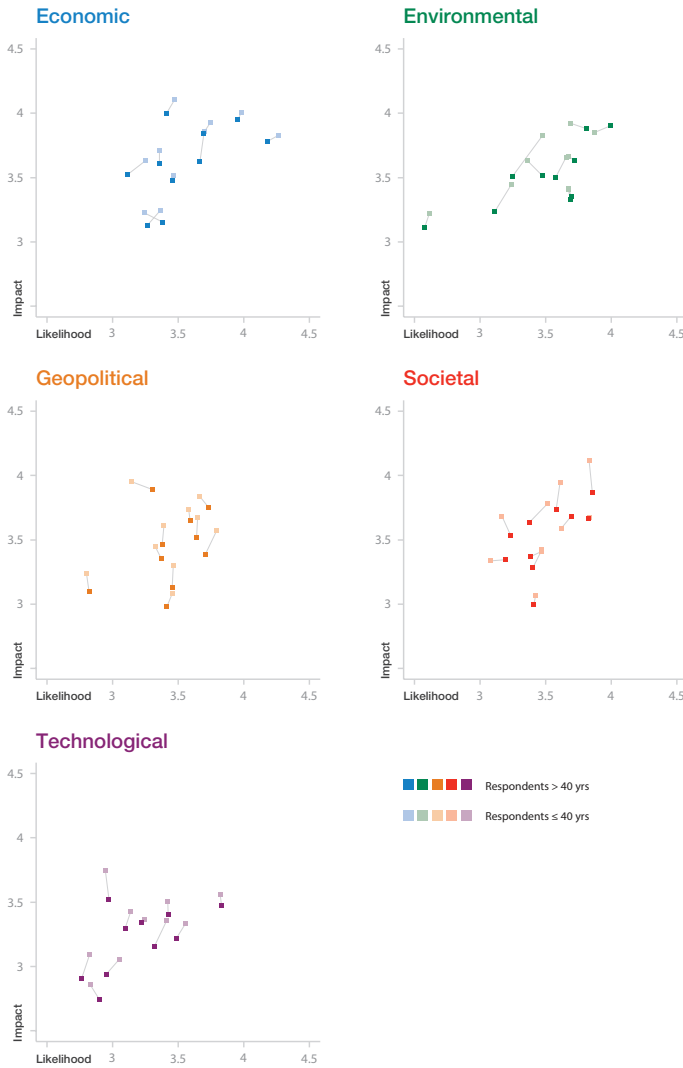 Economic
4.5
4
3.5
3
Impact
Likelihood 3 3.5 4 4.5
Environmental
4.5
4
3.5
3
Impact
Likelihood 3 3.5 4 4.5
Geopolitical
4.5
4
3.5
3
Impact
Likelihood 3 3.5 4 4.5
Societal
4.5
4
3.5
3
Impact
Likelihood 3 3.5 4 4.5
Technological
4.5
4
3.5
3
Impact
Likelihood 3 3.5 4 4.5
Respondents > 40 yrs
Respondents ≤ 40 yrs